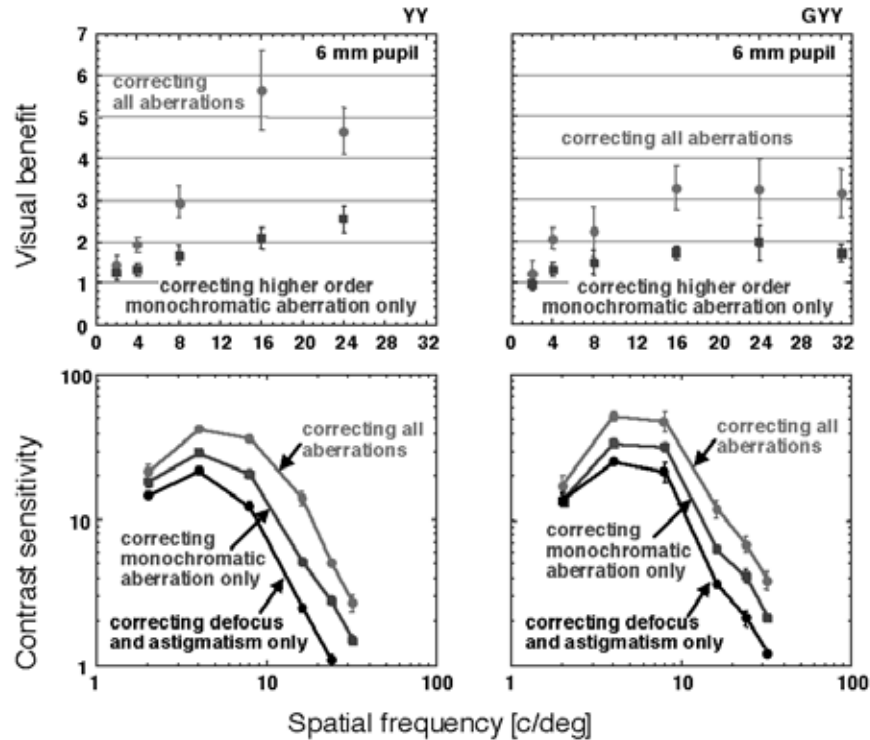 YY
GYY
Visual benefit
7
6
5
4
3
2
1
0
6 mm pupil
correcting
all aberrations
correcting higher order
monochromatic aberration only
0 4 8 12 16 20 24 28 32
6 mm pupil
correcting all aberrations
correcting higher order
monochromatic aberration only
0 4 8 12 16 20 24 28 32
Contrast sensitivity
100
10
1
correcting all
aberrations
correcting
monochromatic
aberration only
correcting defocus
and astigmatism only
1 10 100
correcting all
aberrations
correcting
monochromatic
aberration only
correcting defocus
and astigmatism only
1 10 100
Spatial frequency [c/deg]